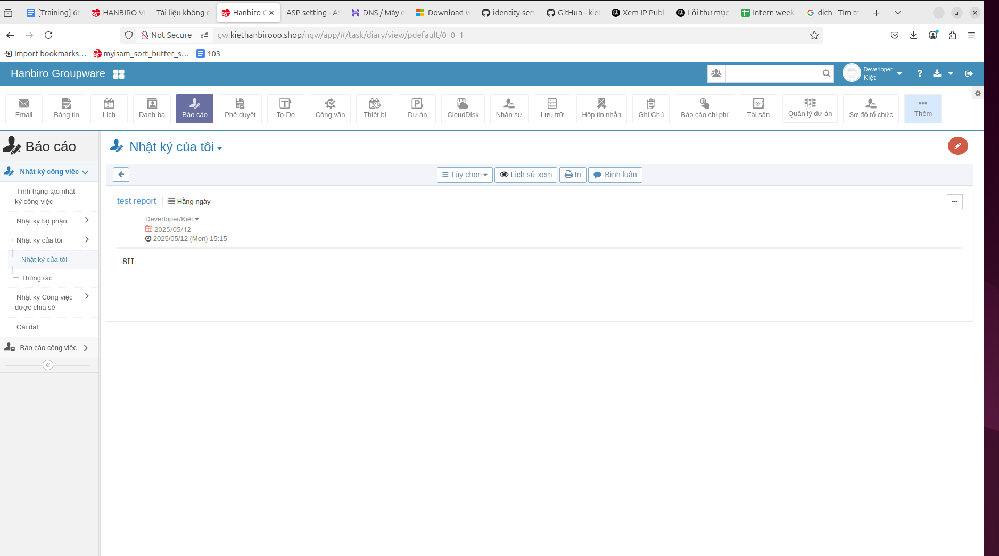 [Training] 6t
HANBIRO VI
Tài liệu không c
Hanbiro G
ASP setting - AS
DNS / Máy c
Download W
identity-serv
GitHub - kiet
Xem IP Publ
Lỗi thư mục
Intern week
dich - Tìm tr
Not Secure
gw.kiethanbirooo.shop/ngw/app/#/task/diary/view/pdefault/0_0_1
Import bookmarks...
myisam_sort_buffer_s...
103
Hanbiro Groupware
Deverloper
Kiệt
Email
Bảng tin
31
Lịch
Danh bạ
Báo cáo
Phê duyệt
To-Do
Công văn
Thiết bị
Dự án
CloudDisk
Nhân sự
Lưu trữ
Hộp tin nhắn
Ghi Chú
Báo cáo chi phí
Tài sản
Quản lý dự án
Sơ đồ tổ chức
Thêm
Báo cáo
Nhật ký công việc
Tình trạng tạo nhật
ký công việc
Nhật ký bộ phận
Nhật ký của tôi
Nhật ký của tôi
Thùng rác
Nhật ký Công việc
được chia sẻ
Cài đặt
Báo cáo công việc
Nhật ký của tôi
Tùy chọn
Lịch sử xem
In
Bình luận
test report
Hằng ngày
Deverloper/Kiệt
2025/05/12
2025/05/12 (Mon) 15:15
8H